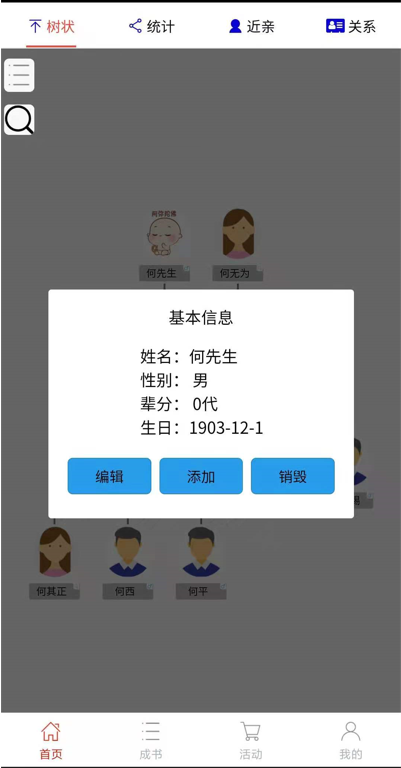 树状 统计 近亲 关系
何先生 何无为
基本信息
姓名：何先生
性别： 男
辈分： 0代
生日：1903-12-1
编辑 添加 销毁
何其正 何西 何平
首页 成书 活动 我的